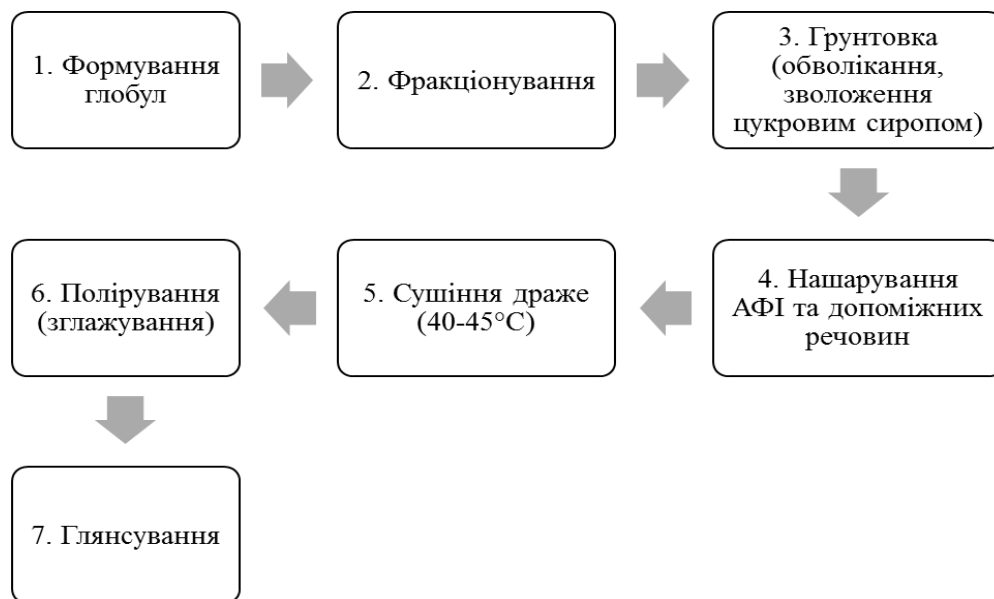 1. Формування
глобул
2. Фракціонування
3. Грунтовка
(обволікання,
зволоження
цукровим сиропом)
4. Нашарування
АФІ та допоміжних
речовин
5. Сушіння драже
(40-45°C)
6. Полірування
(зглажування)
7. Глянсування